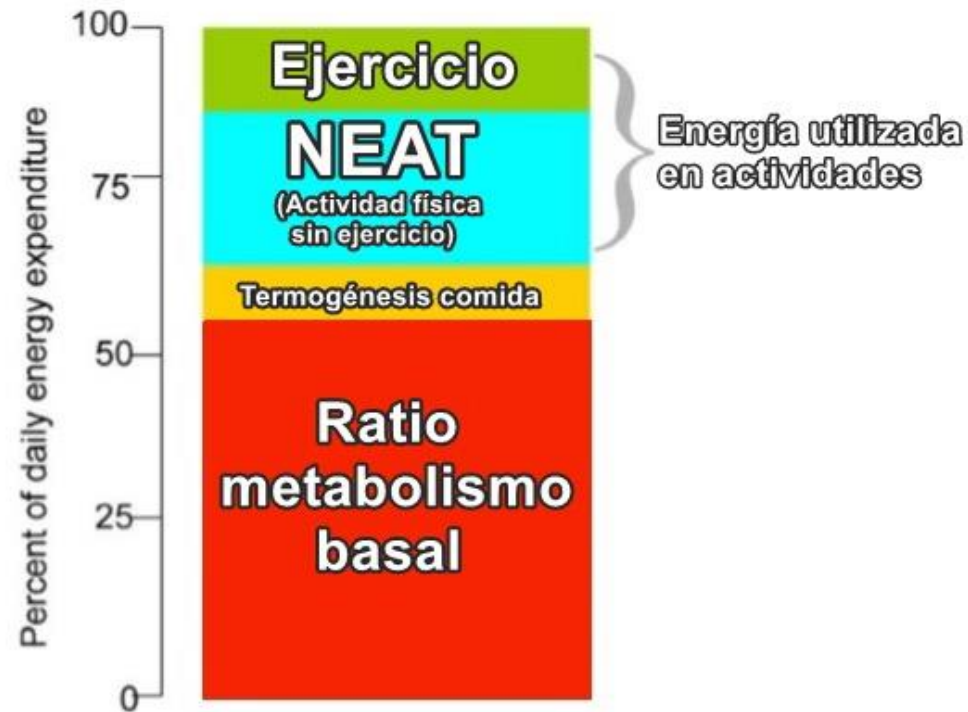 100
75
50
25
0
Percent of daily energy expenditure
Ejercicio
NEAT
(Actividad física
sin ejercicio)
Termogénesis comida
Ratio
metabolismo
basal
Energía utilizada
en actividades